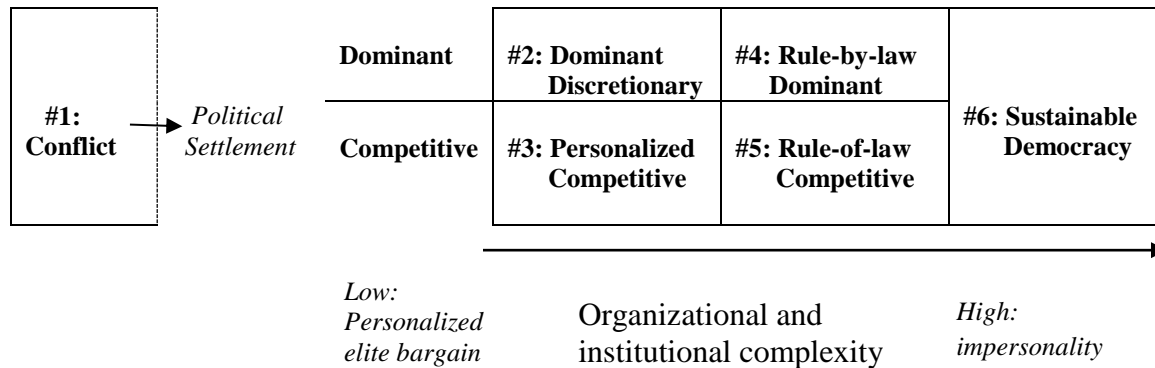 #1:
Conflict
Political
Settlement
Dominant
#2: Dominant
Discretionary
#4: Rule-by-law
Dominant
Competitive
#3: Personalized
Competitive
#5: Rule-of-law
Competitive
#6: Sustainable
Democracy
Low:
Personalized
elite bargain
Organizational and
institutional complexity
High:
impersonality